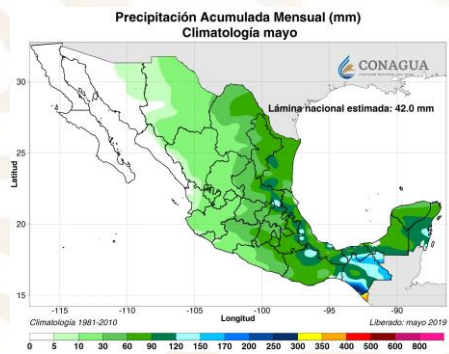 Precipitación Acumulada Mensual (mm)
Climatología mayo
CONAGUA
Lámina nacional estimada: 42.0 mm
Latitud
30
25
20
15
-115 -110 -105 -100 -95 -90
Longitud
Climatología 1981-2010
Liberado: mayo 2019
0 5 10 30 60 90 120 150 170 200 250 300 350 400 500 600 800